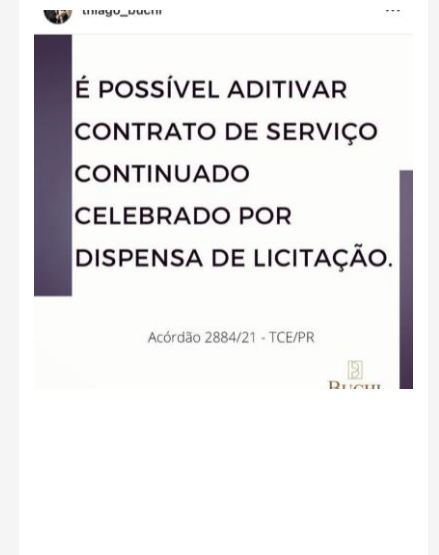 thiago_buchi
...
É POSSÍVEL ADITIVAR
CONTRATO DE SERVIÇO
CONTINUADO
CELEBRADO POR
DISPENSA DE LICITAÇÃO.
Acórdão 2884/21 - TCE/PR
BUCHI